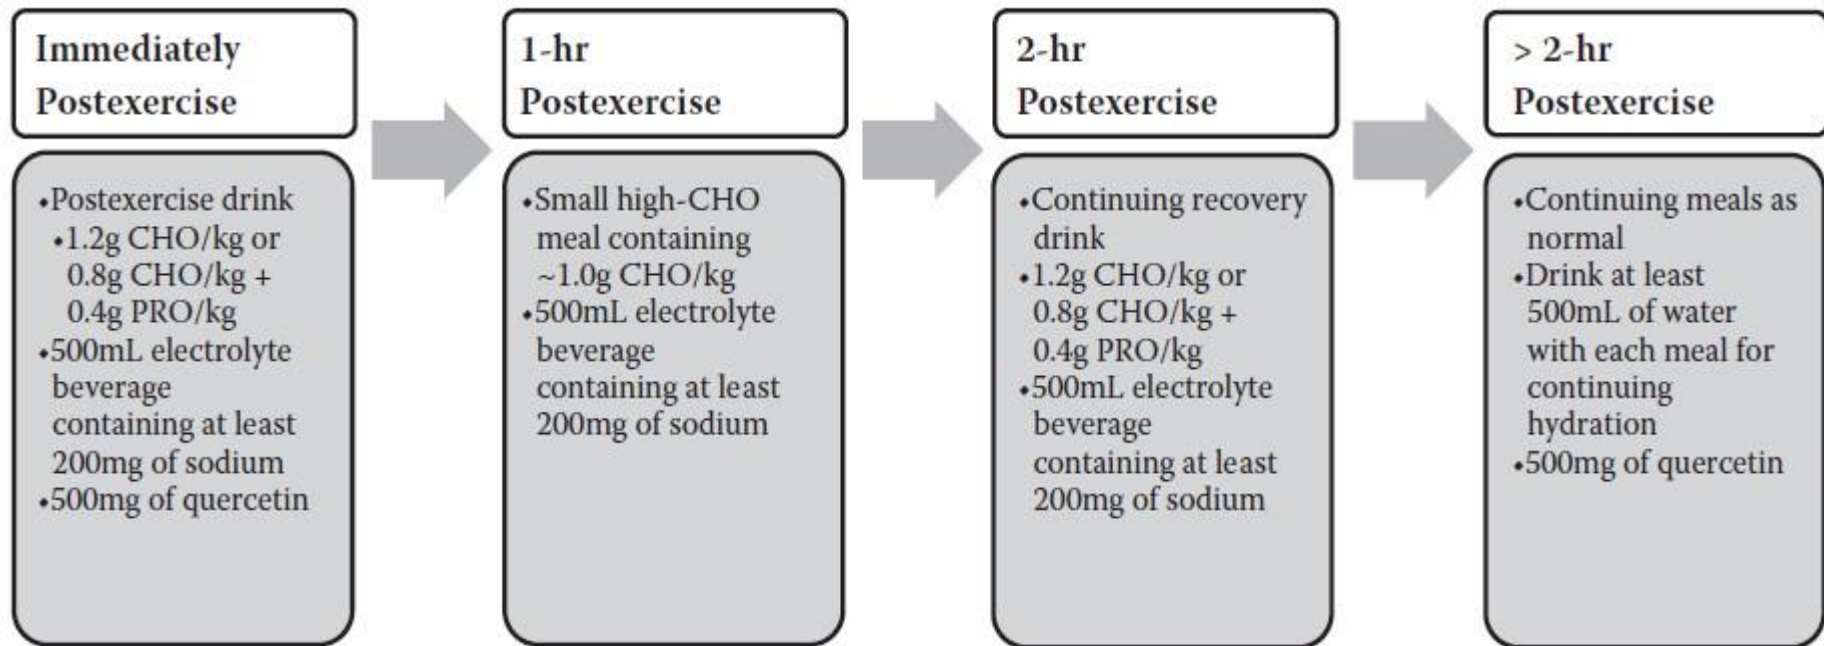 Immediately
Postexercise
•Postexercise drink
•1.2g CHO/kg or
0.8g CHO/kg +
0.4g PRO/kg
•500mL electrolyte
beverage
containing at least
200mg of sodium
•500mg of quercetin
1-hr
Postexercise
•Small high-CHO
meal containing
~1.0g CHO/kg
•500mL electrolyte
beverage
containing at least
200mg of sodium
2-hr
Postexercise
•Continuing recovery
drink
•1.2g CHO/kg or
0.8g CHO/kg +
0.4g PRO/kg
•500mL electrolyte
beverage
containing at least
200mg of sodium
> 2-hr
Postexercise
•Continuing meals as
normal
•Drink at least
500mL of water
with each meal for
continuing
hydration
•500mg of quercetin